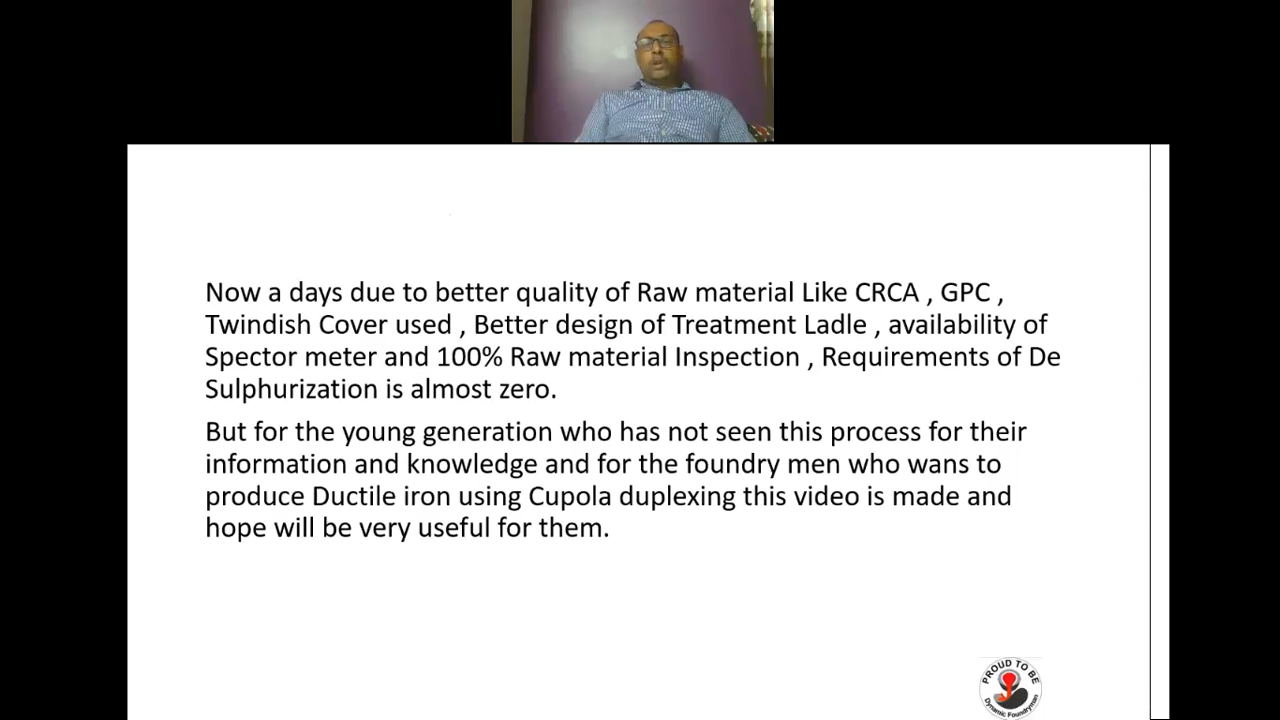 Now a days due to better quality of Raw material Like CRCA , GPC ,
Twindish Cover used , Better design of Treatment Ladle , availability of
Spector meter and 100% Raw material Inspection , Requirements of De
Sulphurization is almost zero.
But for the young generation who has not seen this process for their
information and knowledge and for the foundry men who wans to
produce Ductile iron using Cupola duplexing this video is made and
hope will be very useful for them.
PROUD TO BE
Dynamic Foundryman